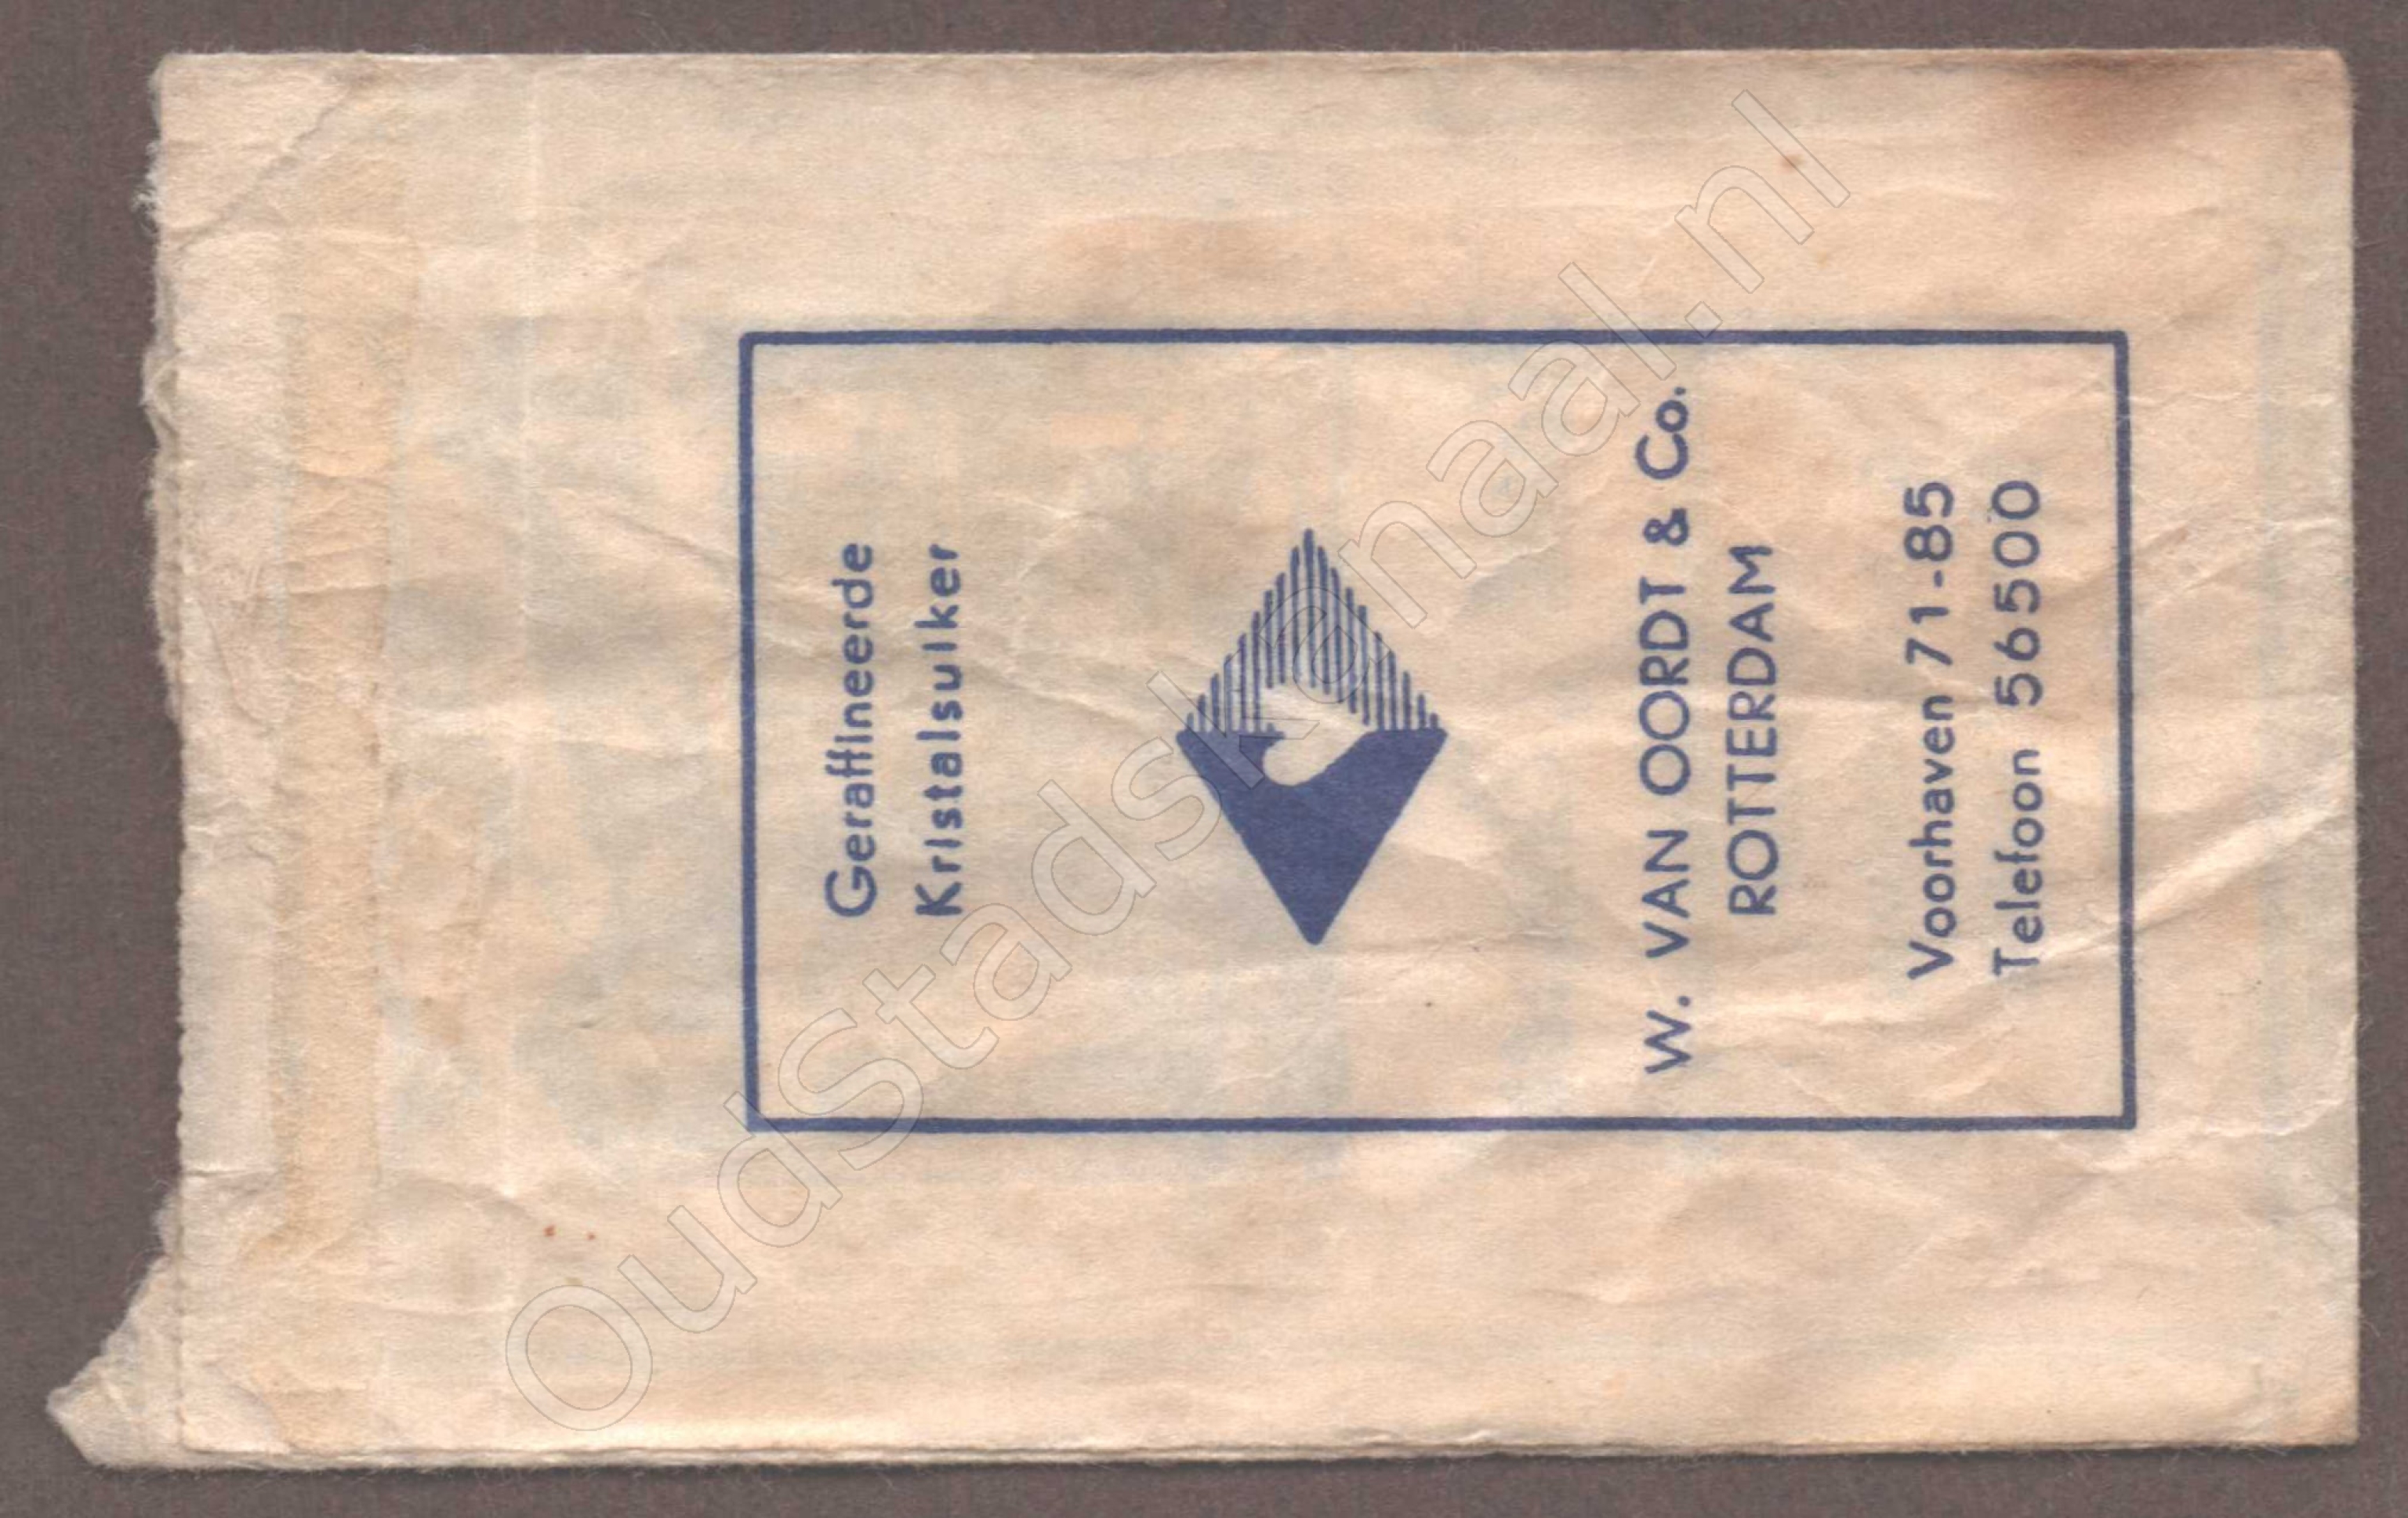 Geraffineerde
Kristalsuiker
W. VAN OORDT & Co.
ROTTERDAM
Voorhaven 71-85
Telefoon 56500
OudStadskanaal.nl